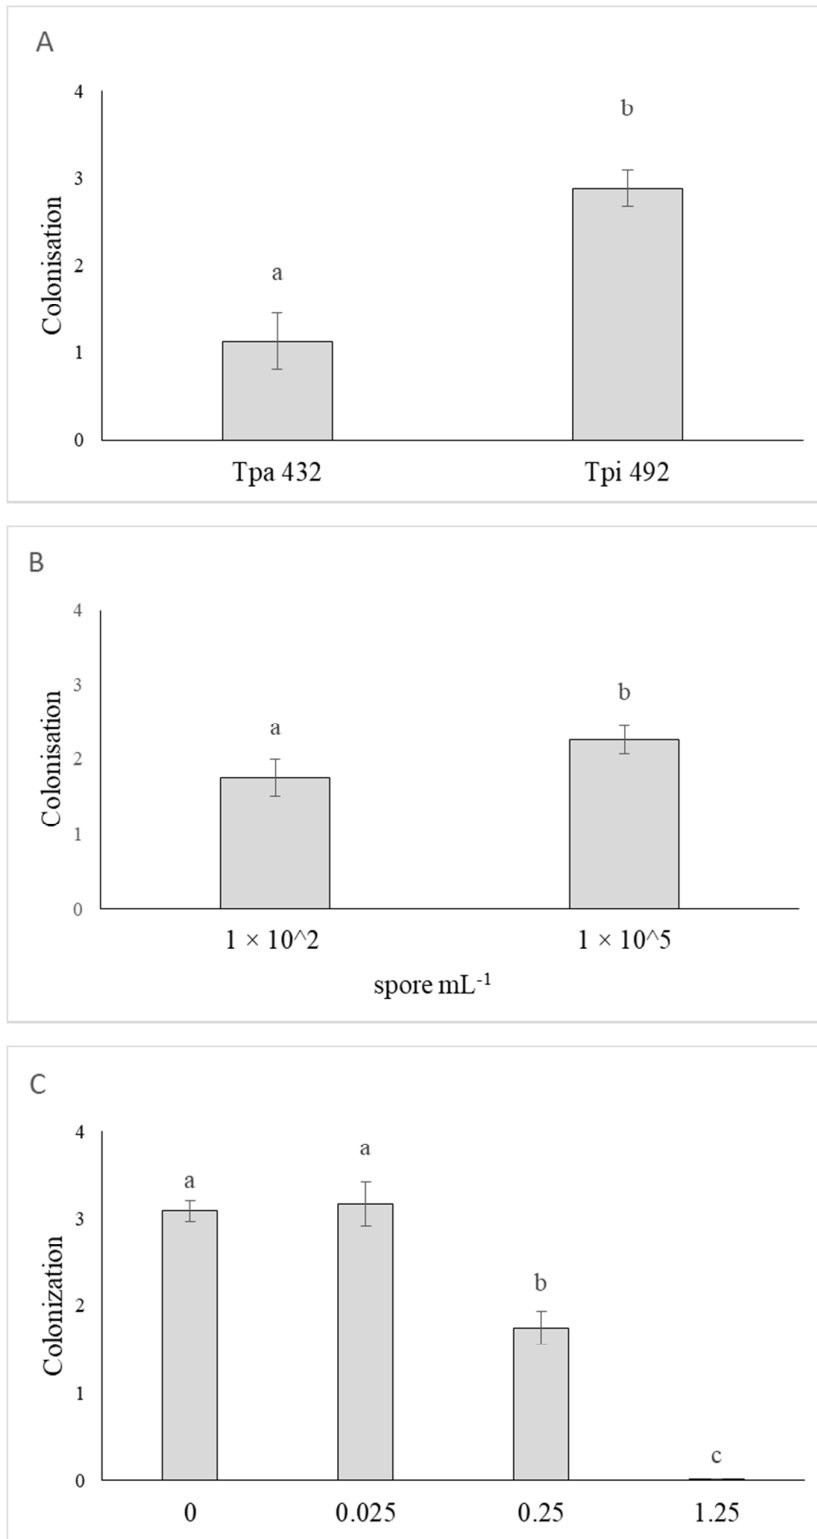 A
4
b
3
Colonisation
a
2
1
0
Tpa 432 Tpi 492
B
4
3
b
a
Colonisation
2
1
0
1 × 10^2 1 × 10^5
spore mL⁻¹
C
4
a
a
3
Colonization
b
2
1
c
0
0 0.025 0.25 1.25